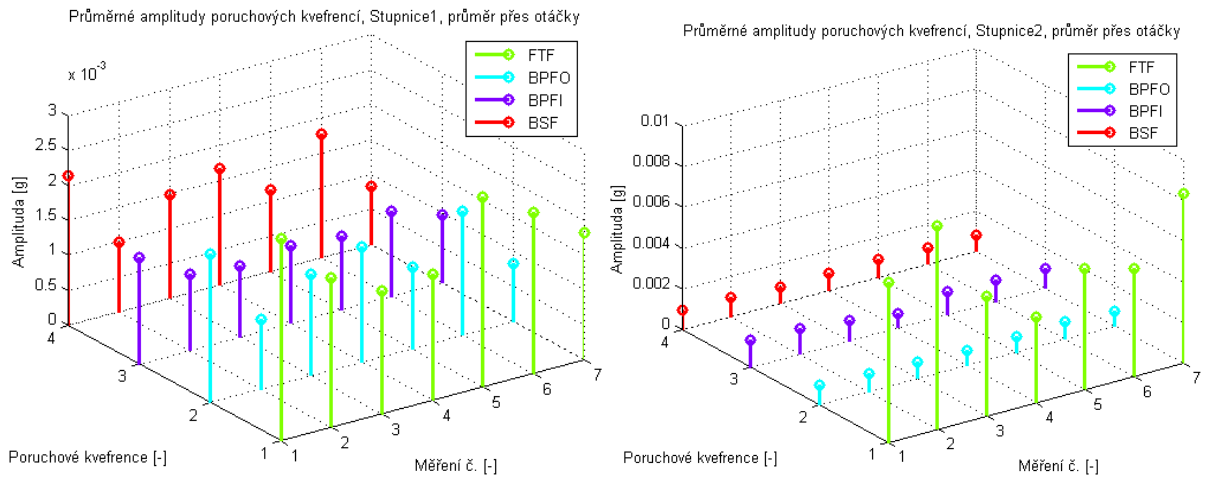 Průměrné amplitudy poruchových kvefrencí, Stupnice1, průměr přes otáčky
x 10-3
FTF
BPFO
BPFI
BSF
3
2.5
2
1.5
1
0.5
0
Amplituda [g]
4
3
2
1
Poruchové kvefrence [-]
1
2
3
4
5
6
7
Měření č. [-]
Průměrné amplitudy poruchových kvefrencí, Stupnice2, průměr přes otáčky
FTF
BPFO
BPFI
BSF
0.01
0.008
0.006
0.004
0.002
0
Amplituda [g]
4
3
2
1
Poruchové kvefrence [-]
1
2
3
4
5
6
7
Měření č. [-]